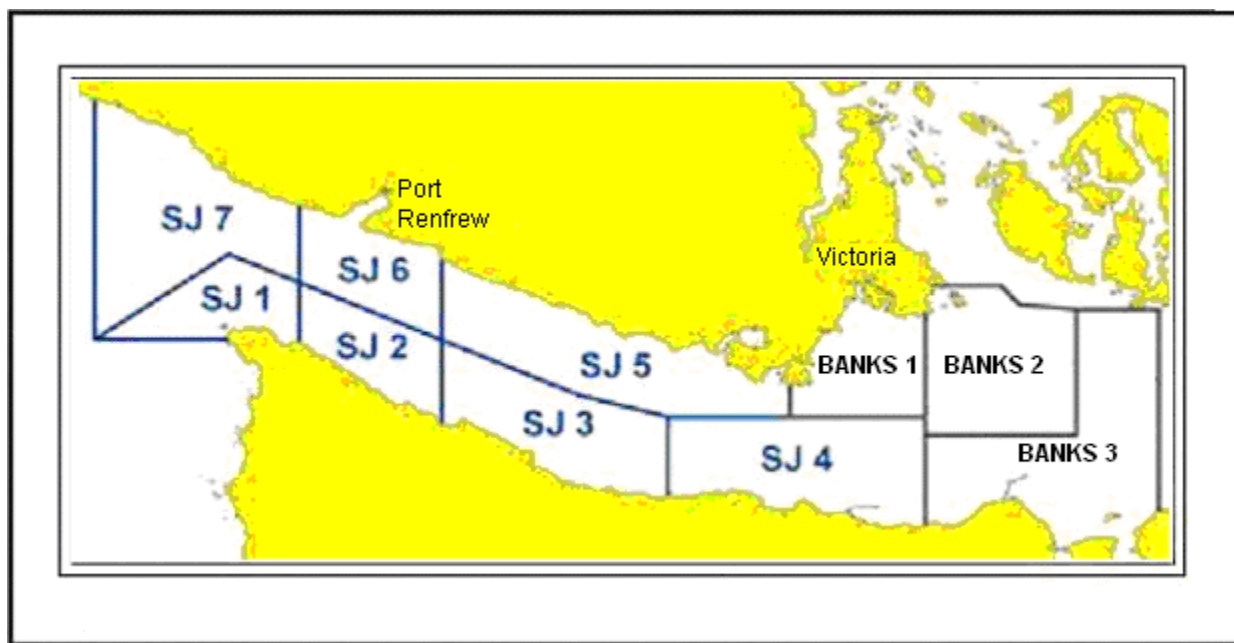 Port
Renfrew
SJ 7
Victoria
SJ 6
SJ 1
SJ 2
SJ 5
BANKS 1
BANKS 2
SJ 3
SJ 4
BANKS 3